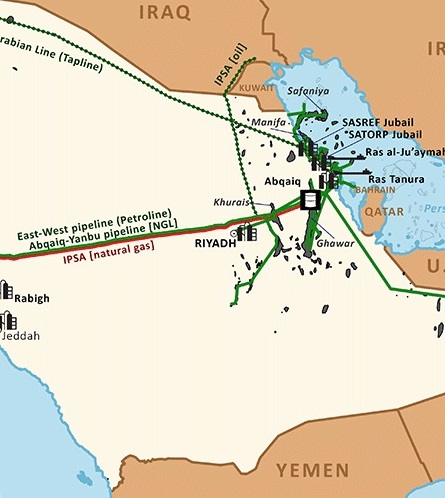 IRAQ
IR
rabian Line (Tapline)
IPSA [oil]
KUWAIT
Safaniya
Manifa
SASREF Jubail
SATORP Jubail
Ras al-Ju'aymah
Abqaiq
Ras Tanura
BAHRAIN
Khurais
QATAR
Pers
East-West pipeline (Petroline)
Abqaiq-Yanbu pipeline [NGL]
IPSA [natural gas]
RIYADH
Ghawar
U
Rabigh
Jeddah
YEMEN